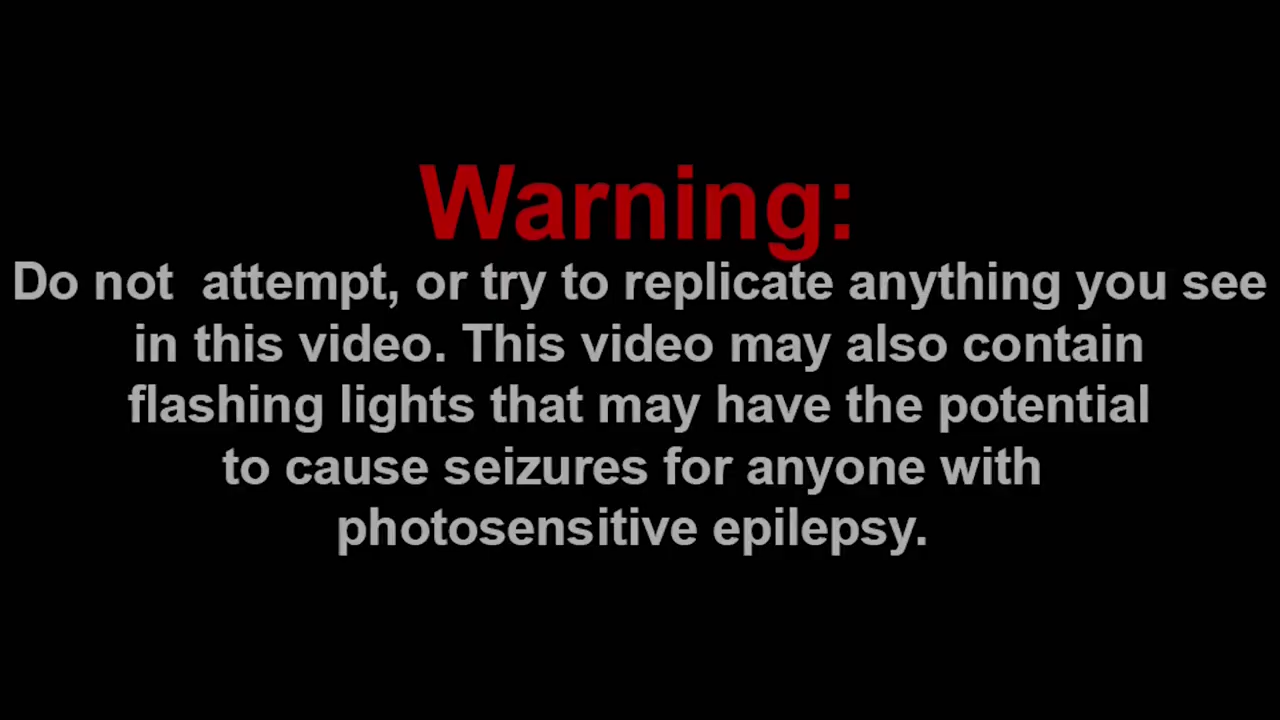 Warning:
Do not  attempt, or try to replicate anything you see
in this video. This video may also contain
flashing lights that may have the potential
to cause seizures for anyone with
photosensitive epilepsy.